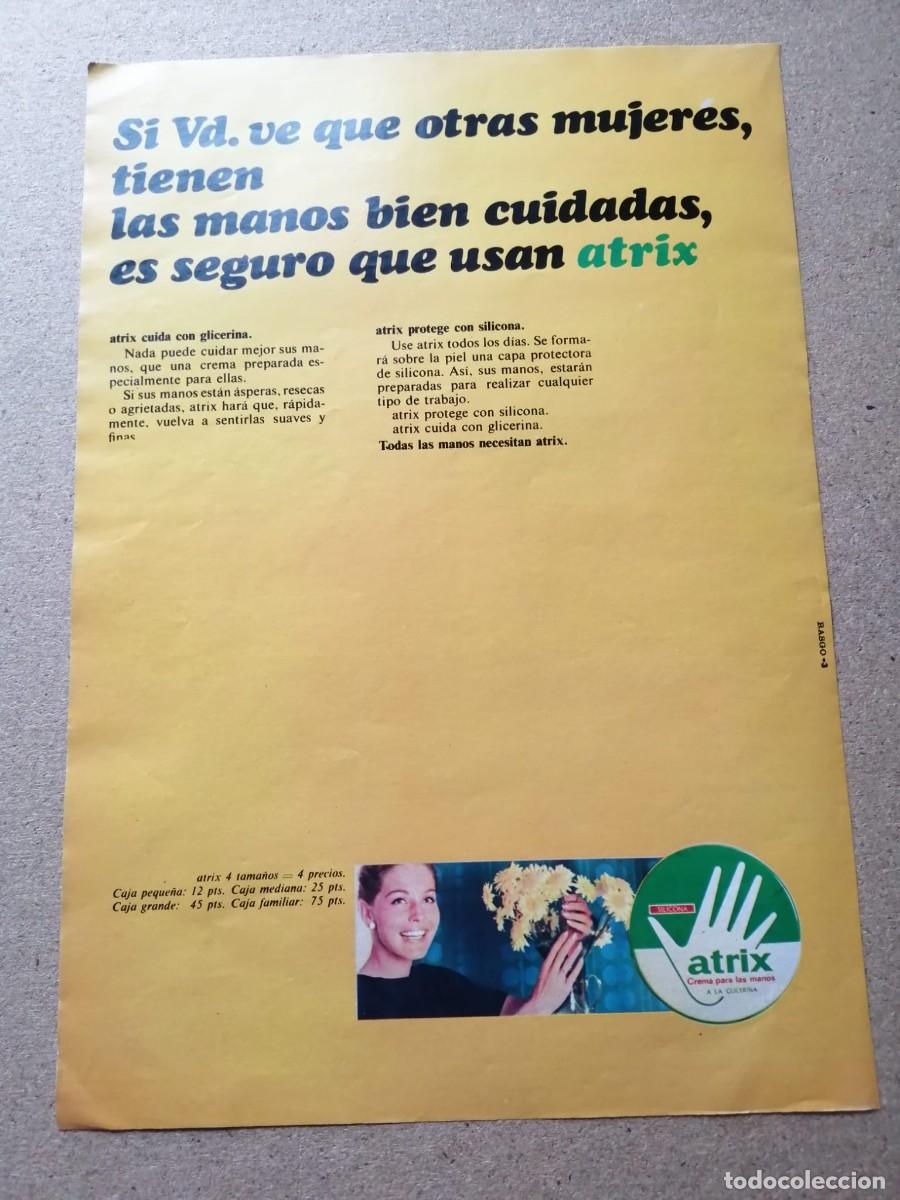 Si Vd. ve que otras mujeres,
tienen
las manos bien cuidadas,
es seguro que usan atrix
atrix cuida con glicerina.
Nada puede cuidar mejor sus ma-
nos, que una crema preparada es-
pecialmente para ellas.
Si sus manos están ásperas, resecas
o agrietadas, atrix hará que, rápida-
mente, vuelva a sentirlas suaves y
finas
atrix protege con silicona.
Use atrix todos los días. Se forma-
rá sobre la piel una capa protectora
de silicona. Así, sus manos, estarán
preparadas para realizar cualquier
tipo de trabajo.
atrix protege con silicona.
atrix cuida con glicerina.
Todas las manos necesitan atrix.
RASGO -3
atrix 4 tamaños = 4 precios.
Caja pequeña: 12 pts. Caja mediana: 25 pts.
Caja grande: 45 pts. Caja familiar: 75 pts.
SILICONA
atrix
Crema para las manos
A LA GLICERINA
todocoleccion